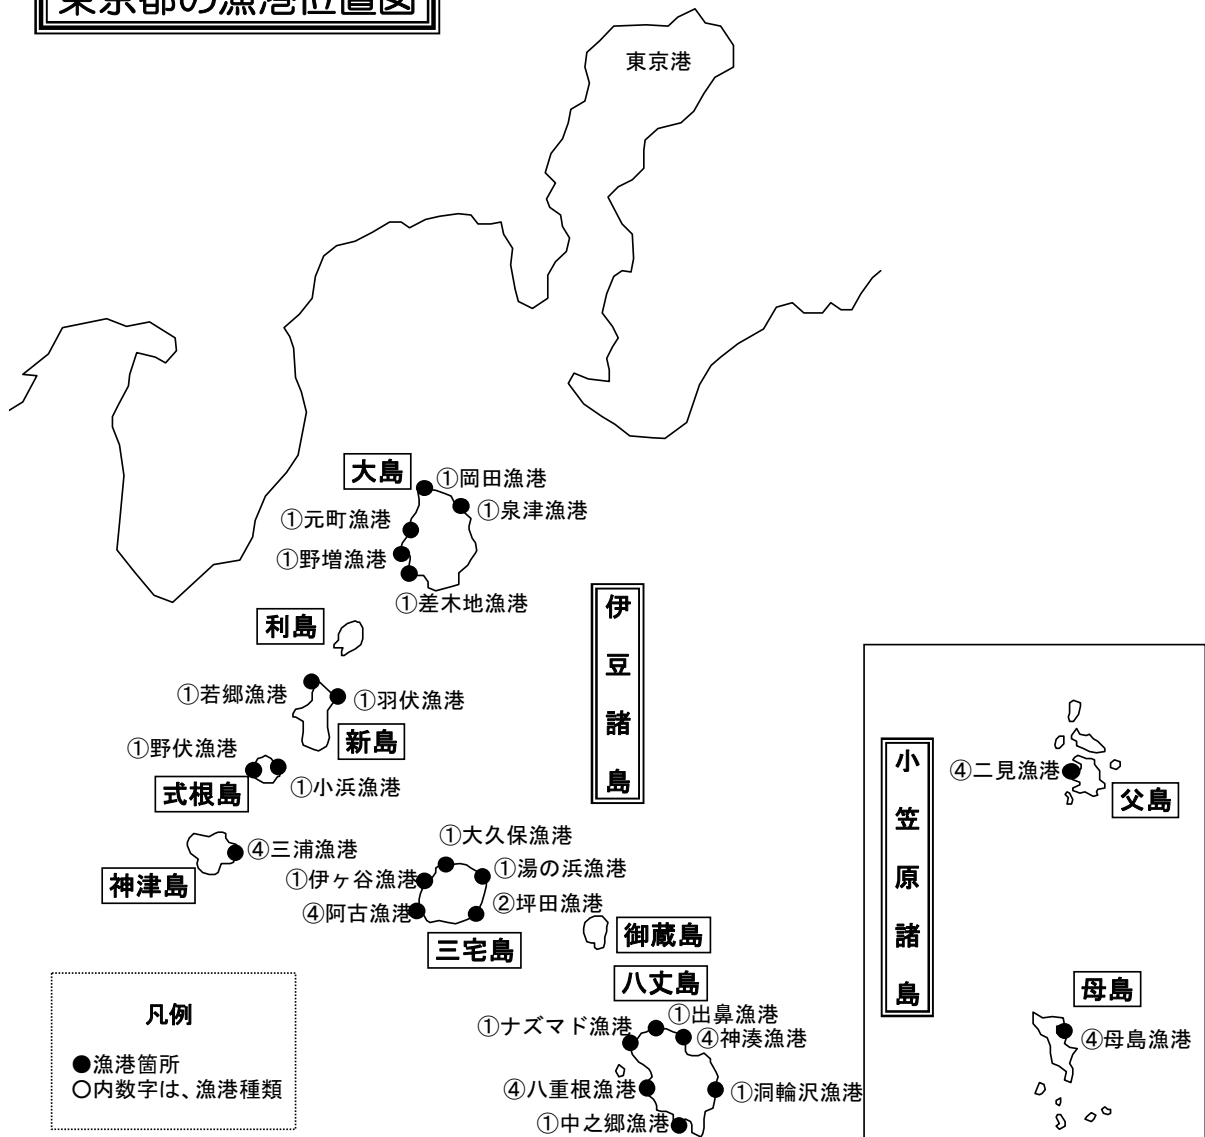 東京都の漁港位置図
東京港
大島
①岡田漁港
①泉津漁港
①元町漁港
①野増漁港
①差木地漁港
利島
伊豆諸島
①若郷漁港
①羽伏漁港
新島
①野伏漁港
①小浜漁港
式根島
④三浦漁港
神津島
①大久保漁港
①湯の浜漁港
①伊ヶ谷漁港
②坪田漁港
④阿古漁港
三宅島
御蔵島
八丈島
①出鼻漁港
①ナズマド漁港
④神湊漁港
④八重根漁港
①洞輪沢漁港
①中之郷漁港
小笠原諸島
④二見漁港
父島
母島
④母島漁港
凡例
●漁港箇所
○内数字は、漁港種類